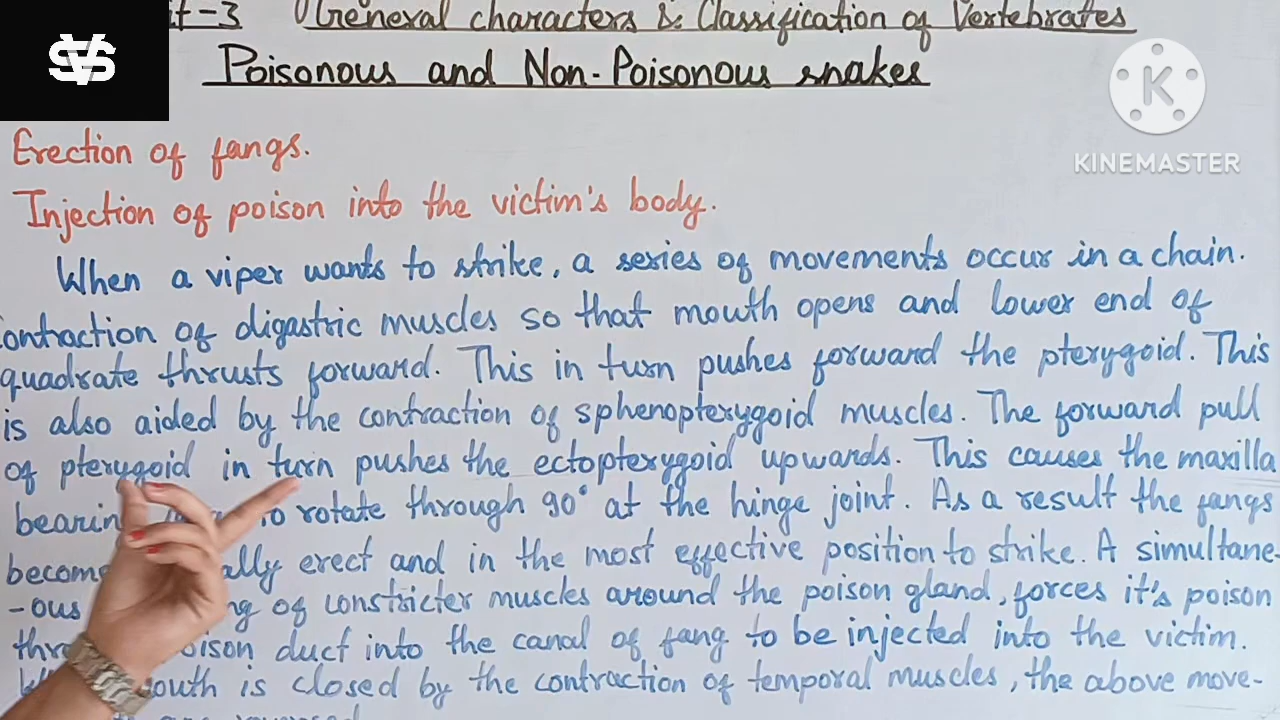 VS
-3 General characters & Classification of Vertebrates
Poisonous and Non-Poisonous snakes
K
KINEMASTER
Erection of fangs.
Injection of poison into the victim's body.
When a viper wants to strike, a series of movements occur in a chain.
ontraction of digastric muscles so that mouth opens and lower end of
quadrate thrusts forward. This in turn pushes forward the pterygoid. This
is also aided by the contraction of sphenopterygoid muscles. The forward pull
of pterygoid in turn pushes the ectopterygoid upwards. This causes the maxilla
bearin to rotate through 90° at the hinge joint. As a result the fangs
become ally erect and in the most effective position to strike. A simultane-
-ous ng of constricter muscles around the poison gland, forces it's poison
thro oison duct into the canal of fang to be injected into the victim.
outh is closed by the contraction of temporal muscles, the above move-